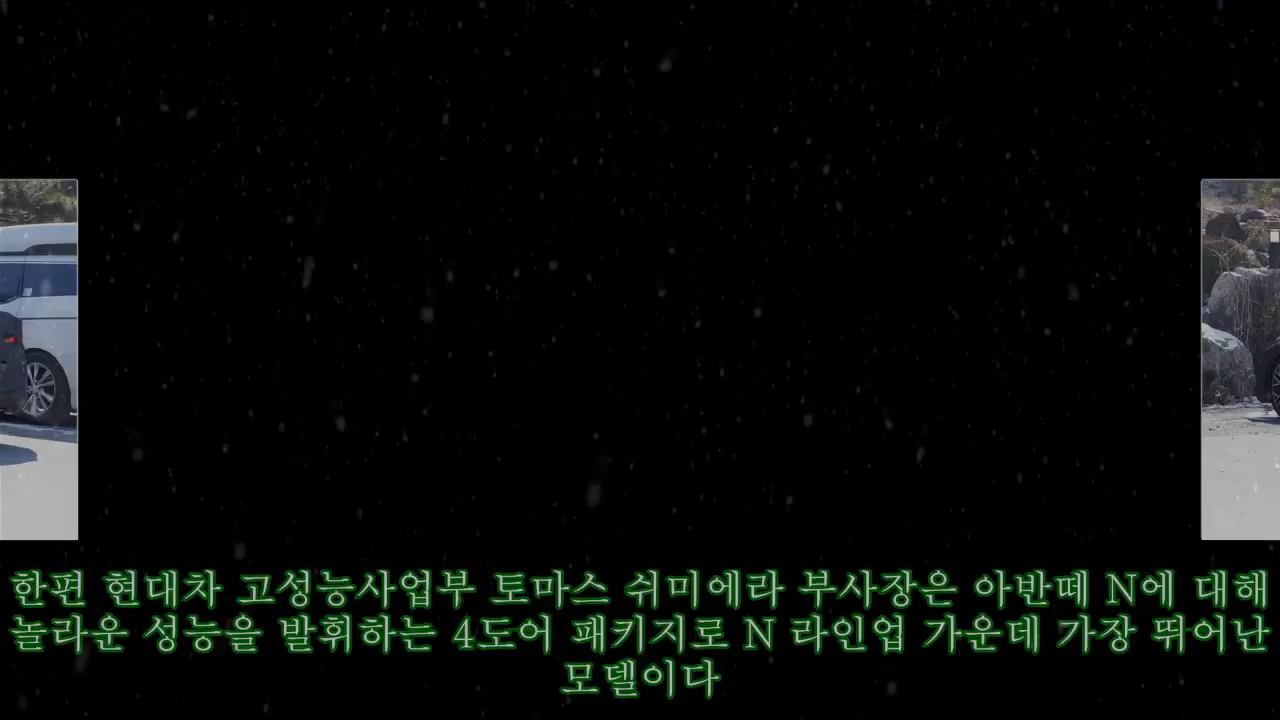 한편 현대차 고성능사업부 토마스 쉬미에라 부사장은 아반떼 N에 대해
놀라운 성능을 발휘하는 4도어 패키지로 N 라인업 가운데 가장 뛰어난
모델이다